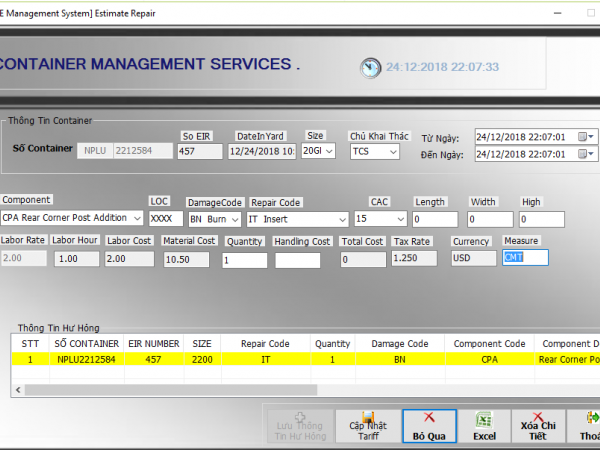 E Management System] Estimate Repair
CONTAINER MANAGEMENT SERVICES .
24:12:2018 22:07:33
Thông Tin Container
Số Container NPLU 2212584
So EIR
457
DateInYard
12/24/2018 10:
Size
20GI
Chủ Khai Thác
TCS
Từ Ngày: 24/12/2018 22:07:01
Đến Ngày: 24/12/2018 22:07:01
Component LOC DamageCode Repair Code CAC Length Width High
CPA Rear Corner Post Addition XXXX BN Burn IT Insert 15 0 0 0
Labor Rate Labor Hour Labor Cost Material Cost Quantity Handling Cost Total Cost Tax Rate Currency Measure
2.00 1.00 2.00 10.50 1 0 1.250 USD CMT
Thông Tin Hư Hỏng
STT SỐ CONTAINER EIR NUMBER SIZE Repair Code Quantity Damage Code Component Code Component D
1 NPLU2212584 457 2200 IT 1 BN CPA Rear Corner Po
Lưu Thông
Tin Hư Hỏng
Cập Nhật
Tariff
Bỏ Qua
Excel
Xóa Chi
Tiết
Thoá